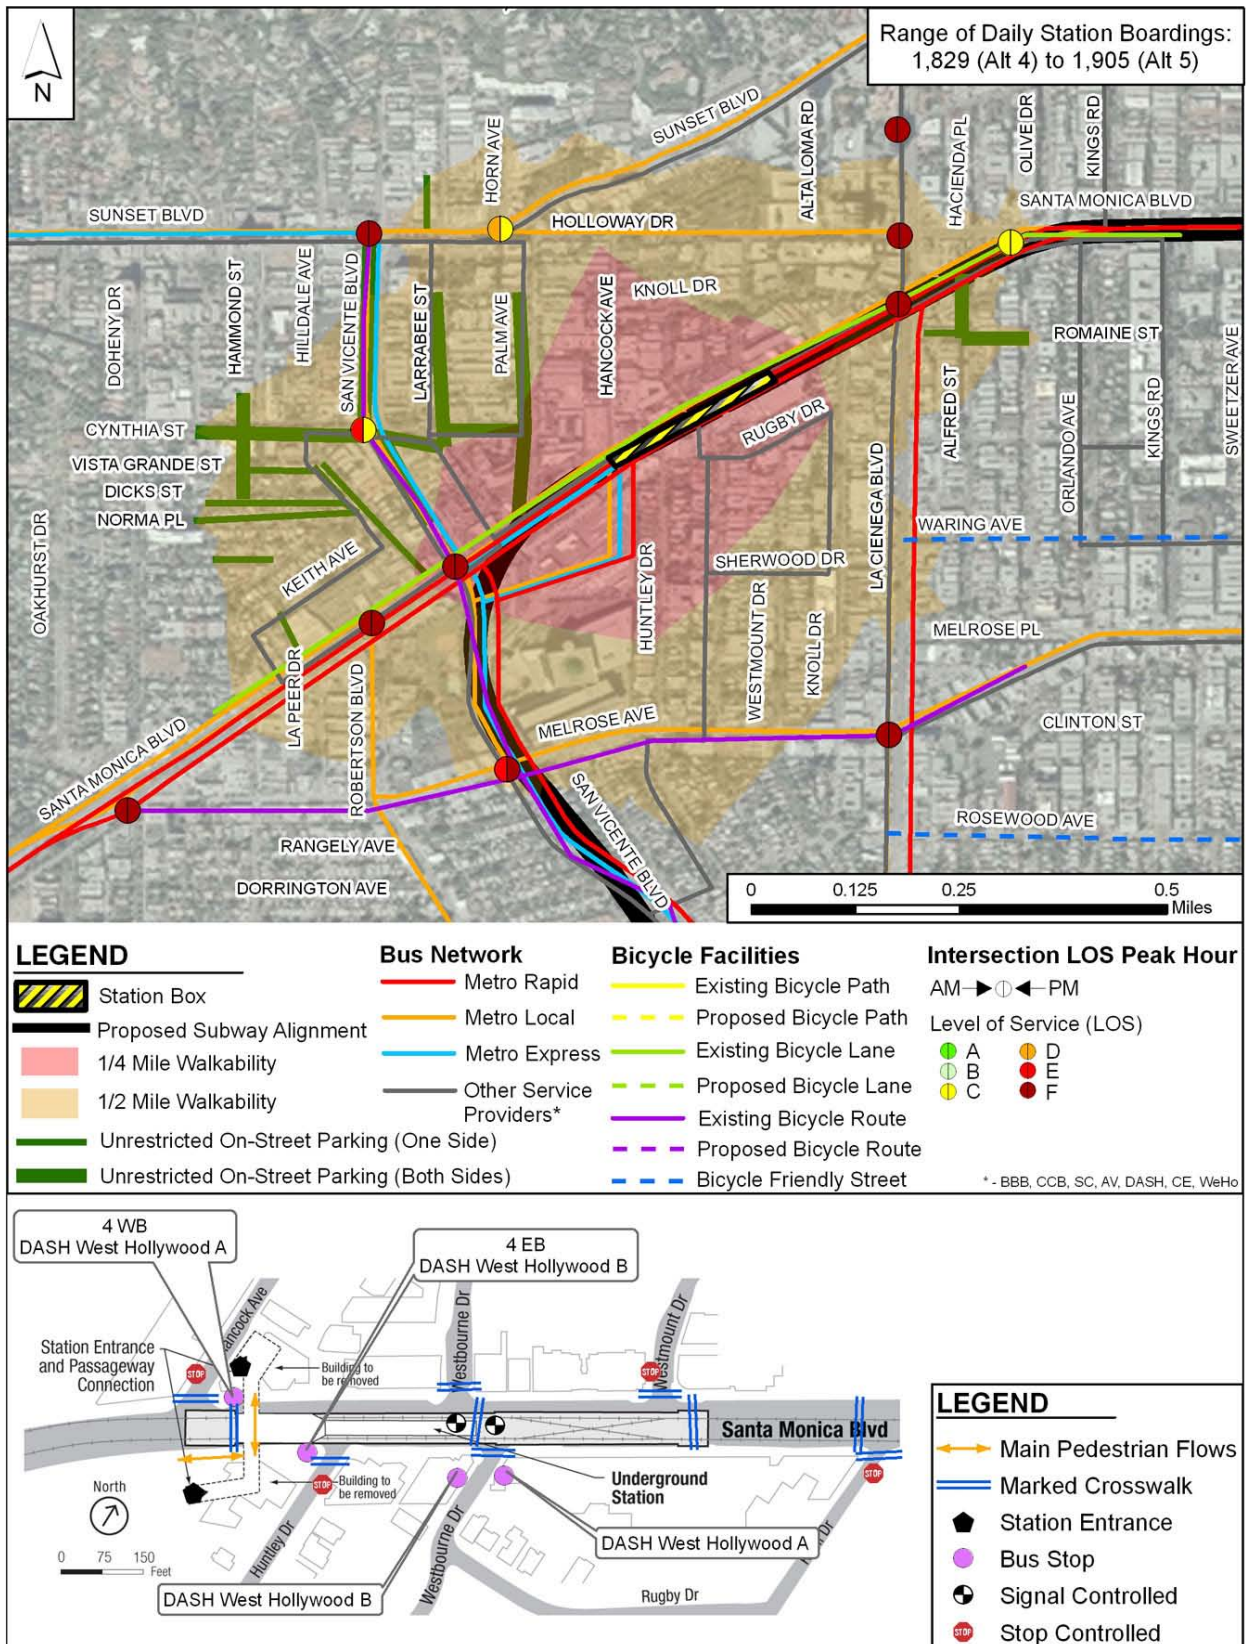 Range of Daily Station Boardings:
1,829 (Alt 4) to 1,905 (Alt 5)
N
SUNSET BLVD
HORN AVE
ALTA LOMA RD
HACIENDA PL
OLIVE DR
KINGS RD
SANTA MONICA BLVD
SUNSET BLVD
HOLLOWAY DR
DOHENY DR
HAMMOND ST
HILLDALE AVE
SAN VICENTE BLVD
LARRABEE ST
PALM AVE
HANCOCK AVE
KNOLL DR
ROMAINE ST
SWEETZER AVE
CYNTHIA ST
RUGBY DR
ALFRED ST
ORLANDO AVE
KINGS RD
VISTA GRANDE ST
DICKS ST
NORMA PL
LA CIENEGA BLVD
WARING AVE
OAKHURST DR
KEITH AVE
HUNTLEY DR
SHERWOOD DR
WESTMOUNT DR
KNOLL DR
MELROSE PL
LA PEER DR
ROBERTSON BLVD
MELROSE AVE
CLINTON ST
SANTA MONICA BLVD
SAN VICENTE BLVD
ROSEWOOD AVE
RANGELY AVE
DORRINGTON AVE
0 0.125 0.25 0.5
Miles
LEGEND
Station Box
Proposed Subway Alignment
1/4 Mile Walkability
1/2 Mile Walkability
Unrestricted On-Street Parking (One Side)
Unrestricted On-Street Parking (Both Sides)
Bus Network
Metro Rapid
Metro Local
Metro Express
Other Service
Providers*
Bicycle Facilities
Existing Bicycle Path
Proposed Bicycle Path
Existing Bicycle Lane
Proposed Bicycle Lane
Existing Bicycle Route
Proposed Bicycle Route
Bicycle Friendly Street
Intersection LOS Peak Hour
AM PM
Level of Service (LOS)
A D
B E
C F
* - BBB, CCB, SC, AV, DASH, CE, WeHo
4 WB
DASH West Hollywood A
4 EB
DASH West Hollywood B
ancock Ave
Westbourne Dr
Westmount Dr
Station Entrance
and Passageway
Connection
STOP
STOP
Building to
be removed
Santa Monica Blvd
Building to
be removed
STOP
Underground
Station
STOP
North
0 75 150
Feet
Huntley Dr
Westbourne Dr
DASH West Hollywood A
DASH West Hollywood B
Rugby Dr
LEGEND
Main Pedestrian Flows
Marked Crosswalk
Station Entrance
Bus Stop
Signal Controlled
STOP Stop Controlled